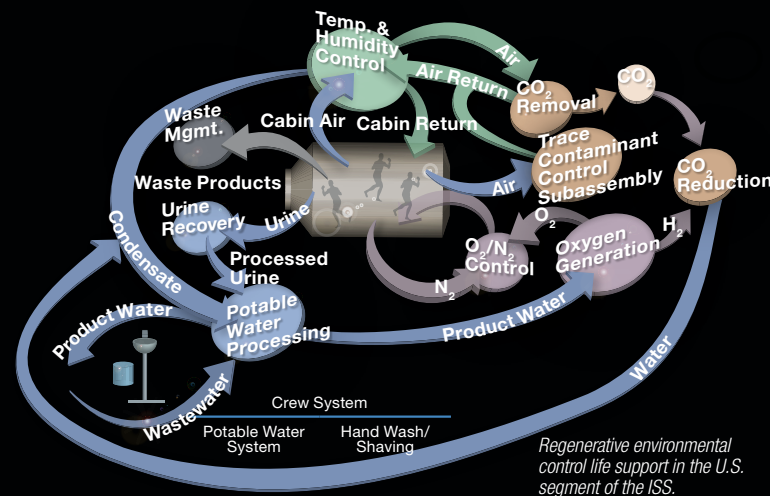 Temp. &
Humidity
Control
Air
Air Return
CO₂
Removal
CO₂
Waste
Mgmt.
Cabin Air
Cabin Return
Trace
Contaminant
Control
Subassembly
CO₂
Reduction
Waste Products
Air
Urine
Recovery
Urine
O₂
H₂
Condensate
O₂/N₂
Control
Oxygen
Generation
Processed
Urine
N₂
Potable
Water
Processing
Product Water
Product Water
Water
Wastewater
Crew System
Potable Water
System
Hand Wash/
Shaving
Regenerative environmental
control life support in the U.S.
segment of the ISS.